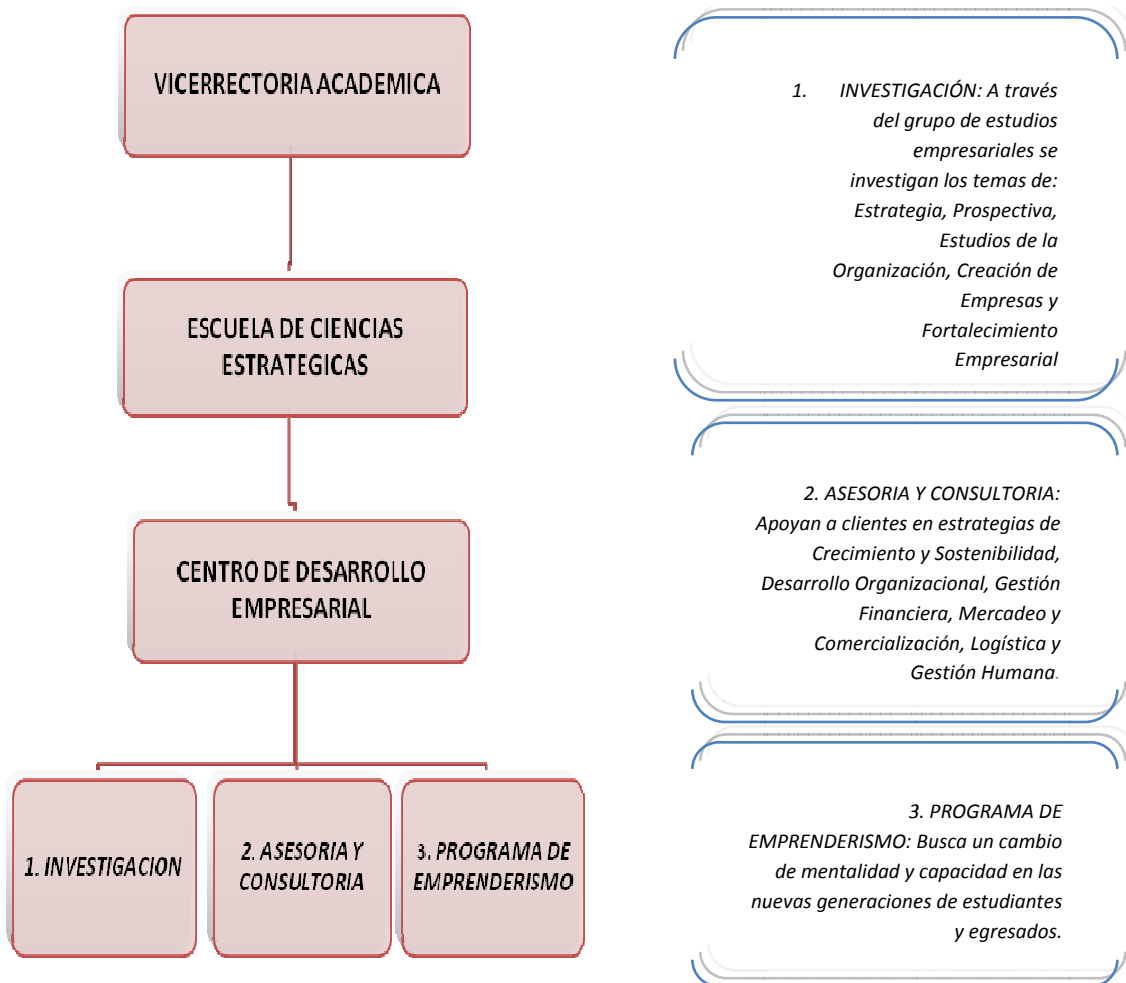 VICERRECTORIA ACADEMICA
ESCUELA DE CIENCIAS
ESTRATEGICAS
CENTRO DE DESARROLLO
EMPRESARIAL
1. INVESTIGACION
2. ASESORIA Y
CONSULTORIA
3. PROGRAMA DE
EMPRENDERISMO
1. INVESTIGACIÓN: A través
del grupo de estudios
empresariales se
investigan los temas de:
Estrategia, Prospectiva,
Estudios de la
Organización, Creación de
Empresas y
Fortalecimiento
Empresarial
2. ASESORIA Y CONSULTORIA:
Apoyan a clientes en estrategias de
Crecimiento y Sostenibilidad,
Desarrollo Organizacional, Gestión
Financiera, Mercadeo y
Comercialización, Logística y
Gestión Humana.
3. PROGRAMA DE
EMPRENDERISMO: Busca un cambio
de mentalidad y capacidad en las
nuevas generaciones de estudiantes
y egresados.